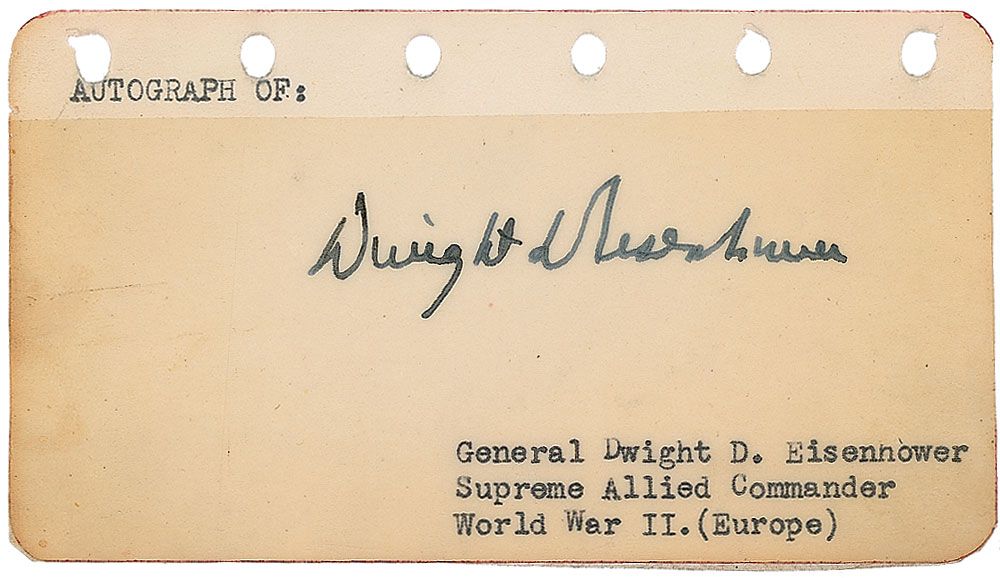 AUTOGRAPH OF:
Dwight D Eisenhower
General Dwight D. Eisenhower
Supreme Allied Commander
World War II.(Europe)